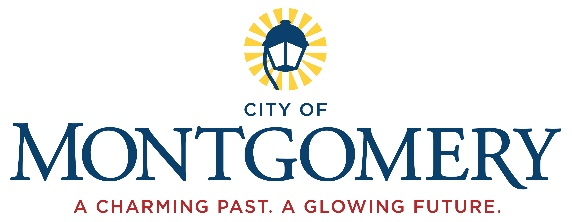 CITY OF
MONTGOMERY
A CHARMING PAST. A GLOWING FUTURE.